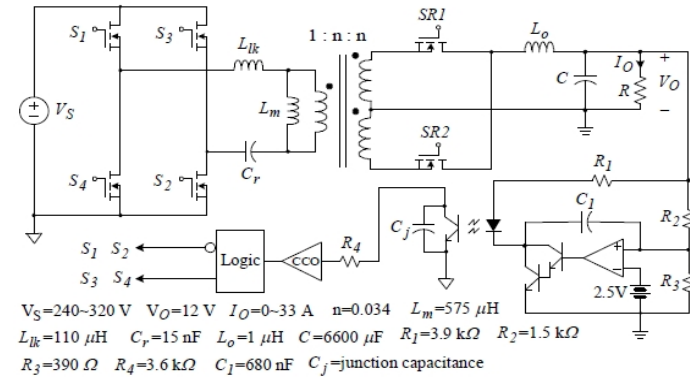 SR1
S1 S3 Llk 1 : n : n Lo
IO +
VS Lm C R VO
−
SR2
S4 S2 Cr R1
C1
Cj R2
S1 S2 Logic CCO R4 +
S3 S4 − R3
2.5V
VS=240~320 V VO=12 V IO=0~33 A n=0.034 Lm=575 μH
Llk=110 μH Cr=15 nF Lo=1 μH C=6600 μF R1=3.9 kΩ R2=1.5 kΩ
R3=390 Ω R4=3.6 kΩ C1=680 nF Cj=junction capacitance